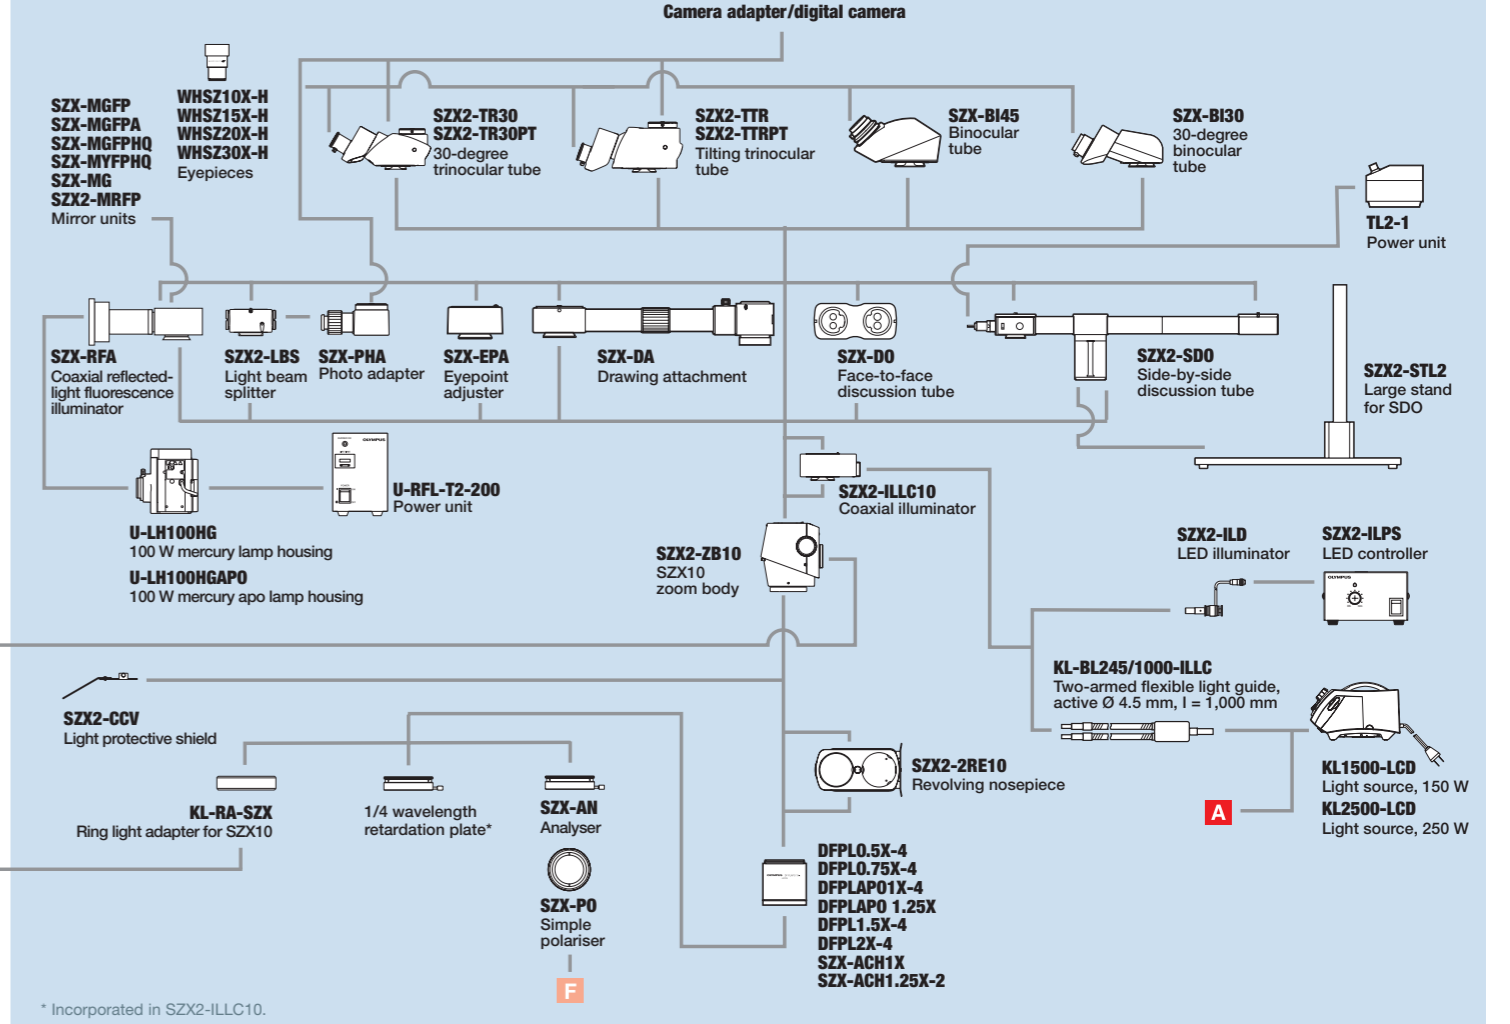 Camera adapter/digital camera
SZX-MGFP
SZX-MGFPA
SZX-MGFPHQ
SZX-MYFPHQ
SZX-MG
SZX2-MRFP
Mirror units
WHSZ10X-H
WHSZ15X-H
WHSZ20X-H
WHSZ30X-H
Eyepieces
SZX2-TR30
SZX2-TR30PT
30-degree
trinocular tube
SZX2-TTR
SZX2-TTRPT
Tilting trinocular
tube
SZX-BI45
Binocular
tube
SZX-BI30
30-degree
binocular
tube
TL2-1
Power unit
SZX-RFA
Coaxial reflected-
light fluorescence
illuminator
SZX2-LBS
Light beam
splitter
SZX-PHA
Photo adapter
SZX-EPA
Eyepoint
adjuster
SZX-DA
Drawing attachment
SZX-DO
Face-to-face
discussion tube
SZX2-SDO
Side-by-side
discussion tube
SZX2-STL2
Large stand
for SDO
OLYMPUS
U-RFL-T2-200
Power unit
U-LH100HG
100 W mercury lamp housing
U-LH100HGAPO
100 W mercury apo lamp housing
SZX2-ILLC10
Coaxial illuminator
SZX2-ZB10
SZX10
zoom body
SZX2-ILD
LED illuminator
SZX2-ILPS
LED controller
OLYMPUS
KL-BL245/1000-ILLC
Two-armed flexible light guide,
active Ø 4.5 mm, l = 1,000 mm
SZX2-CCV
Light protective shield
KL-RA-SZX
Ring light adapter for SZX10
1/4 wavelength
retardation plate*
SZX-AN
Analyser
SZX-PO
Simple
polariser
F
SZX2-2RE10
Revolving nosepiece
A
KL1500-LCD
Light source, 150 W
KL2500-LCD
Light source, 250 W
OLYMPUS
DFPL0.5X-4
DFPL0.75X-4
DFPLAPO1X-4
DFPLAPO 1.25X
DFPL1.5X-4
DFPL2X-4
SZX-ACH1X
SZX-ACH1.25X-2
* Incorporated in SZX2-ILLC10.